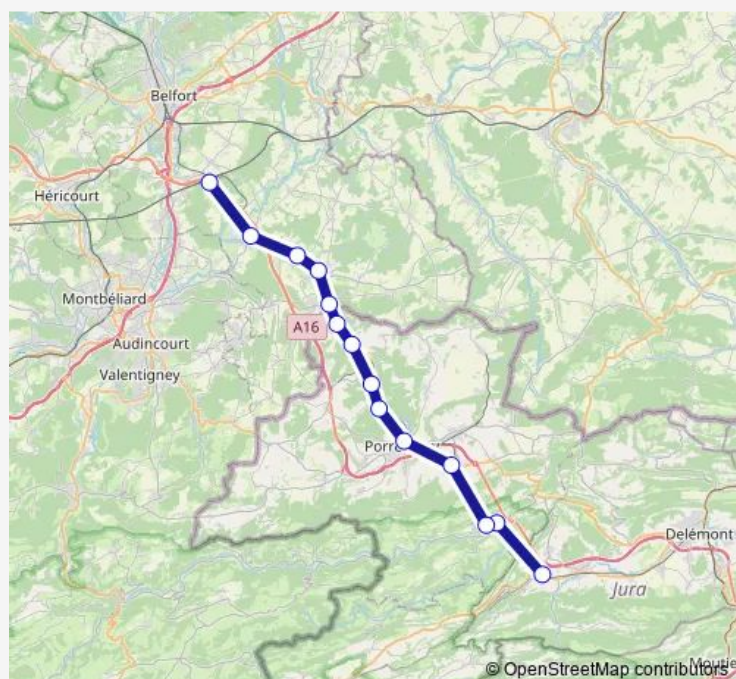 Belfort
Héricourt
Montbéliard
A16
Audincourt
Valentigney
Delémont
Jura
© OpenStreetMap contributors